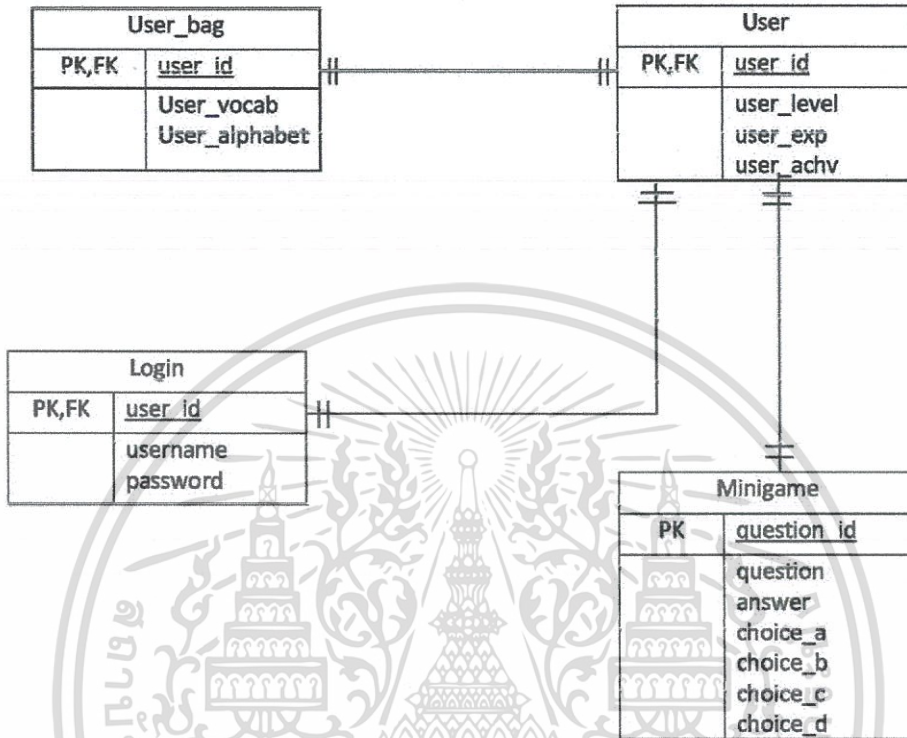 User_bag
PK,FK user_id
User_vocab
User_alphabet
User
PK,FK user_id
user_level
user_exp
user_achv
Login
PK,FK user_id
username
password
Minigame
PK question_id
question
answer
choice_a
choice_b
choice_c
choice_d